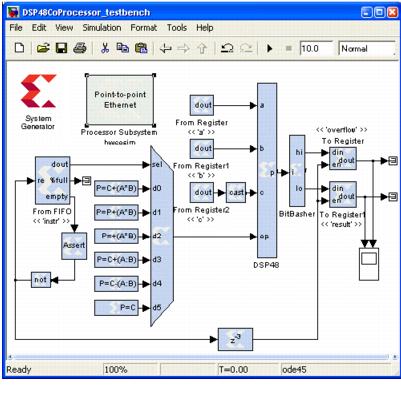 DSP48CoProcessor_testbench
File Edit View Simulation Format Tools Help
10.0 Normal
System
Generator
Point-to-point
Ethernet
Processor Subsystem
hwcosim
dout
From Register
<< 'a' >>
dout
From Register1
<< 'b' >>
dout
cast
From Register2
<< 'c' >>
a
b
c
op
p
DSP48
hi
lo
BitBasher
<< 'overflow' >>
To Register
din
en
dout
din
en
dout
To Register1
<< 'result' >>
dout
re %full
empty
From FIFO
<< 'instr' >>
Assert
not
sel
d0
d1
d2
d3
d4
d5
P=C+(A*B)
P=P+(A*B)
P=+(A*B)
P=C+(A:B)
P=C-(A:B)
P=C
z-3
Ready 100% T=0.00 ode45